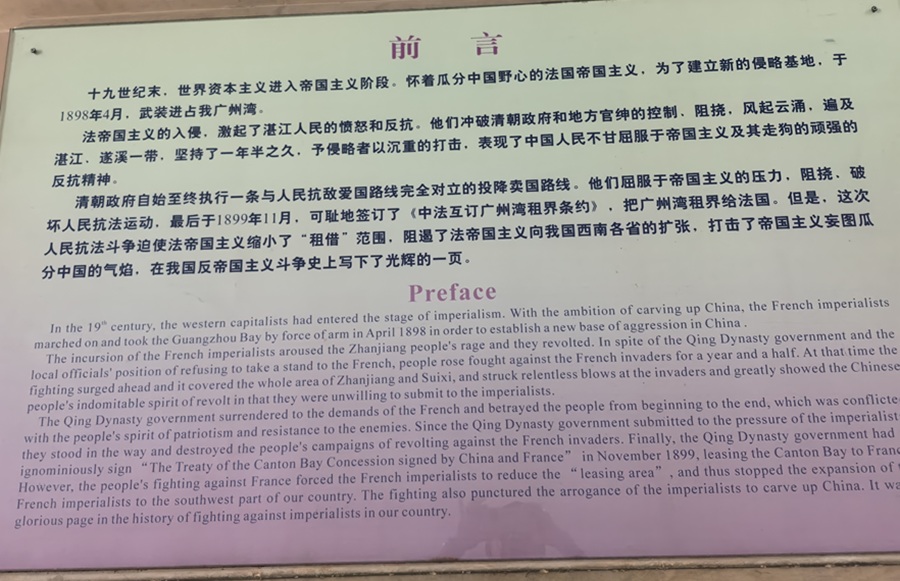 前 言
十九世纪末，世界资本主义进入帝国主义阶段。怀着瓜分中国野心的法国帝国主义，为了建立新的侵略基地，于
1898年4月，武装进占我广州湾。
法帝国主义的入侵，激起了湛江人民的愤怒和反抗。他们冲破清朝政府和地方官绅的控制，阻挠，风起云涌，遍及
湛江、遂溪一带，坚持了一年半之久，予侵略者以沉重的打击，表现了中国人民不甘屈服于帝国主义及其走狗的顽强的
反抗精神。
清朝政府自始至终执行一条与人民抗敌爱国路线完全对立的投降卖国路线。他们屈服于帝国主义的压力，阻挠，破
坏人民抗法运动，最后于1899年11月，可耻地签订了《中法互订广州湾租界条约》，把广州湾租界给法国。但是，这次
人民抗法斗争迫使法帝国主义缩小了“租借”范围，阻遏了法帝国主义向我国西南各省的扩张，打击了帝国主义妄图瓜
分中国的气焰，在我国反帝国主义斗争史上写下了光辉的一页。
Preface
In the 19th century, the western capitalists had entered the stage of imperialism. With the ambition of carving up China, the French imperialists
marched on and took the Guangzhou Bay by force of arm in April 1898 in order to establish a new base of aggression in China .
The incursion of the French imperialists aroused the Zhanjiang people's rage and they revolted. In spite of the Qing Dynasty government and the
local officials' position of refusing to take a stand to the French, people rose fought against the French invaders for a year and a half. At that time the
fighting surged ahead and it covered the whole area of Zhanjiang and Suixi, and struck relentless blows at the invaders and greatly showed the Chinese
people's indomitable spirit of revolt in that they were unwilling to submit to the imperialists.
The Qing Dynasty government surrendered to the demands of the French and betrayed the people from beginning to the end, which was conflicte
with the people's spirit of patriotism and resistance to the enemies. Since the Qing Dynasty government submitted to the pressure of the imperialist
they stood in the way and destroyed the people's campaigns of revolting against the French invaders. Finally, the Qing Dynasty government had
ignominiously sign “The Treaty of the Canton Bay Concession signed by China and France” in November 1899, leasing the Canton Bay to Franc
However, the people's fighting against France forced the French imperialists to reduce the “leasing area”, and thus stopped the expansion of
French imperialists to the southwest part of our country. The fighting also punctured the arrogance of the imperialists to carve up China. It wa
glorious page in the history of fighting against imperialists in our country.